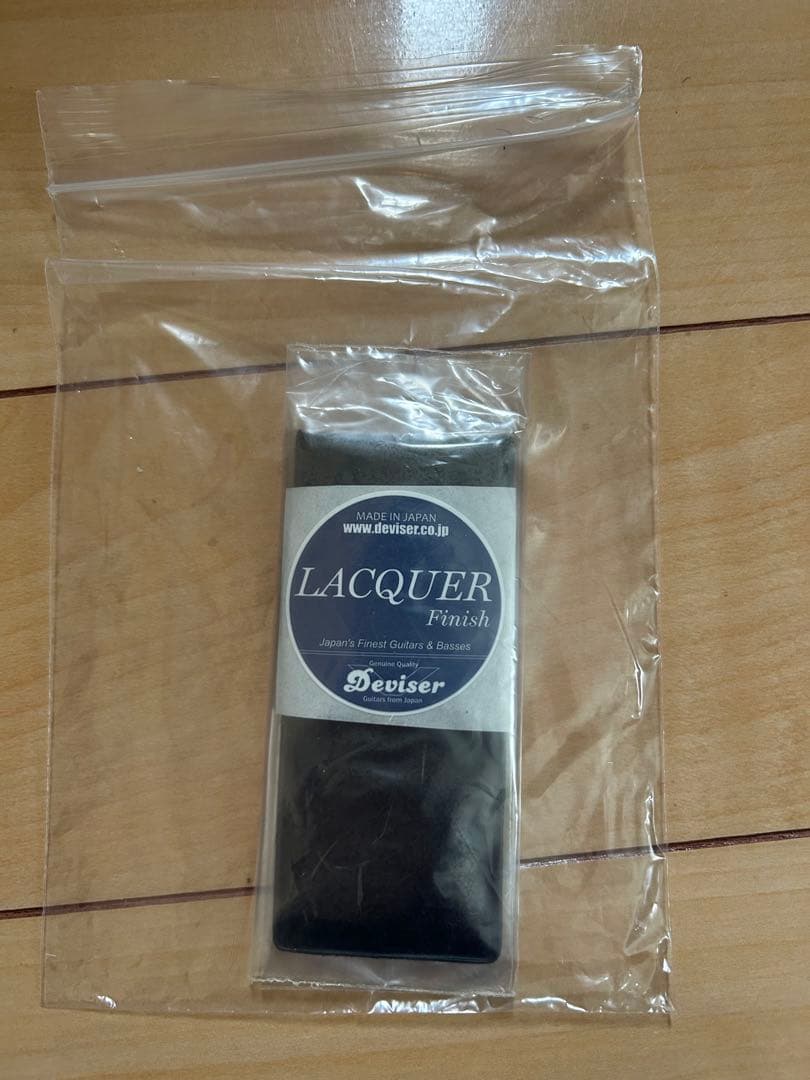 MADE IN JAPAN
www.deviser.co.jp
LACQUER
Finish
Japan's Finest Guitars & Basses
Genuine Quality
Deviser
Guitars from Japan